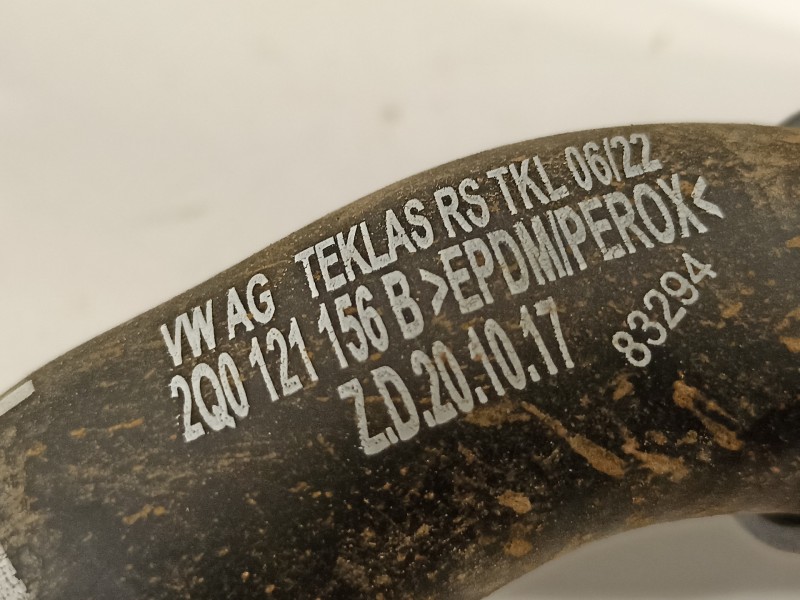 VW AG TEKLAS RS TKL 06/22
2Q0 121 156 B >EPDM/PEROX<
Z.D.20.10.17 83294